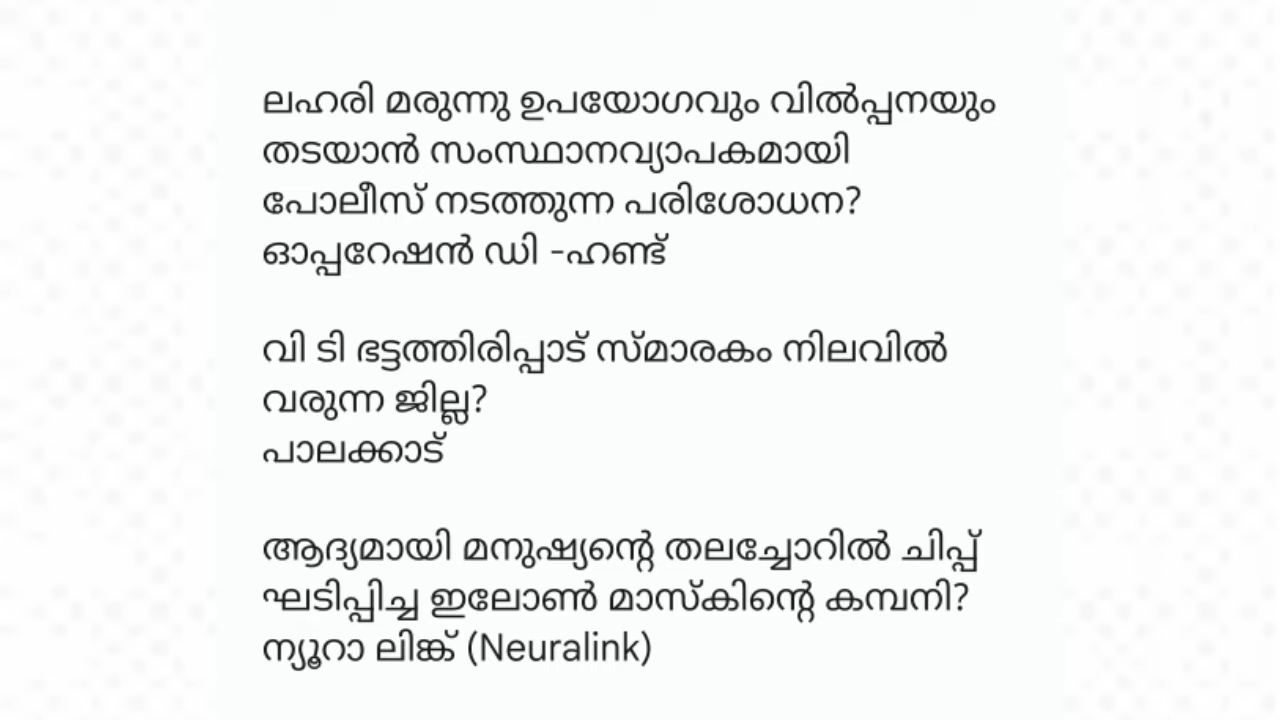 ലഹരി മരുന്നു ഉപയോഗവും വിൽപ്പനയും
തടയാൻ സംസ്ഥാനവ്യാപകമായി
പോലീസ് നടത്തുന്ന പരിശോധന?
ഓപ്പറേഷൻ ഡി -ഹണ്ട്
വി ടി ഭട്ടത്തിരിപ്പാട് സ്മാരകം നിലവിൽ
വരുന്ന ജില്ല?
പാലക്കാട്
ആദ്യമായി മനുഷ്യന്റെ തലച്ചോറിൽ ചിപ്പ്
ഘടിപ്പിച്ച ഇലോൺ മാസ്കിന്റെ കമ്പനി?
ന്യൂറാ ലിങ്ക് (Neuralink)